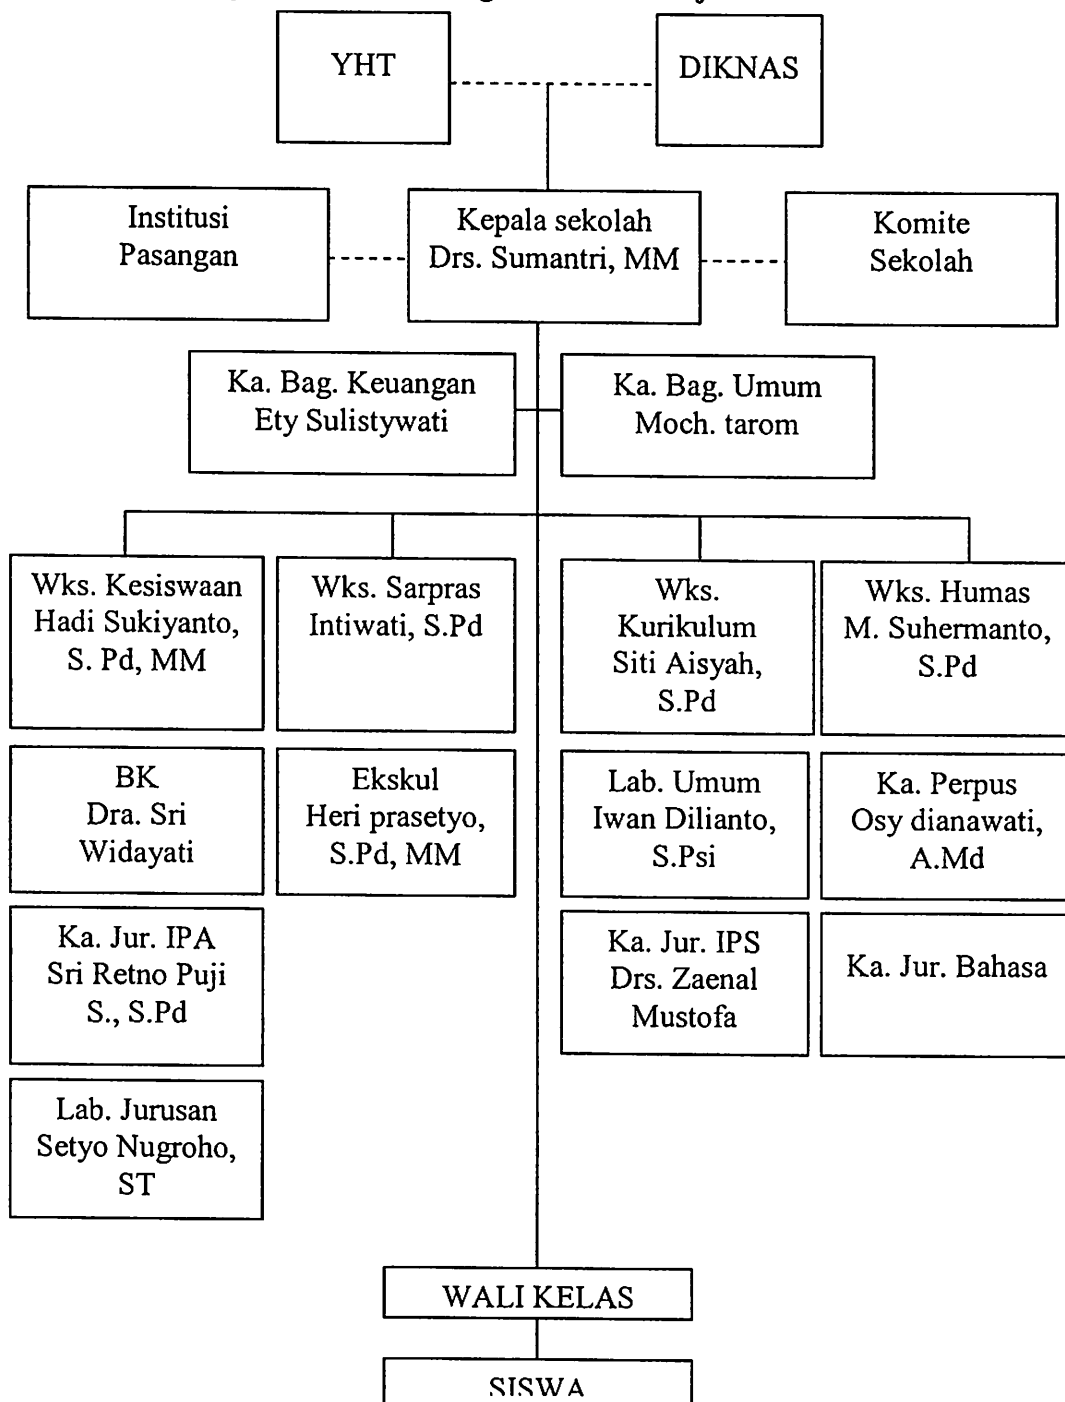 YHT
DIKNAS
Institusi
Pasangan
Kepala sekolah
Drs. Sumantri, MM
Komite
Sekolah
Ka. Bag. Keuangan
Ety Sulistywati
Ka. Bag. Umum
Moch. tarom
Wks. Kesiswaan
Hadi Sukiyanto,
S. Pd, MM
Wks. Sarpras
Intiwati, S.Pd
Wks.
Kurikulum
Siti Aisyah,
S.Pd
Wks. Humas
M. Suhermanto,
S.Pd
BK
Dra. Sri
Widayati
Ekskul
Heri prasetyo,
S.Pd, MM
Lab. Umum
Iwan Dilianto,
S.Psi
Ka. Perpus
Osy dianawati,
A.Md
Ka. Jur. IPA
Sri Retno Puji
S., S.Pd
Ka. Jur. IPS
Drs. Zaenal
Mustofa
Ka. Jur. Bahasa
Lab. Jurusan
Setyo Nugroho,
ST
WALI KELAS
SISWA